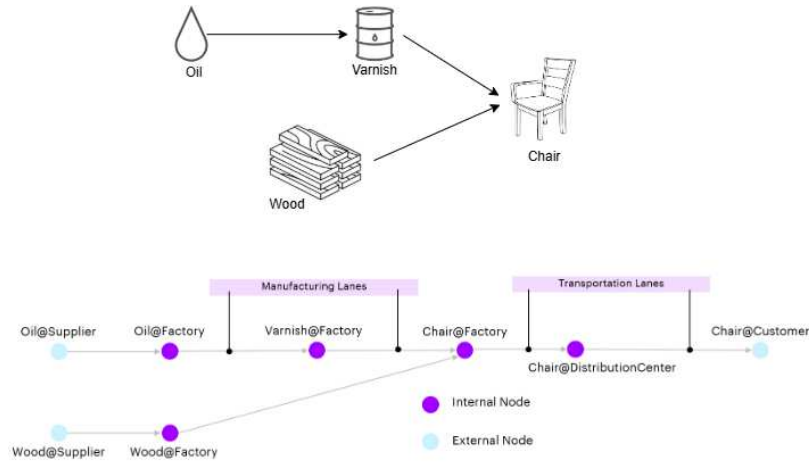 Oil
Varnish
Chair
Wood
Manufacturing Lanes
Transportation Lanes
Oil@Supplier
Oil@Factory
Varnish@Factory
Chair@Factory
Chair@Customer
Chair@DistributionCenter
Internal Node
Wood@Supplier
Wood@Factory
External Node